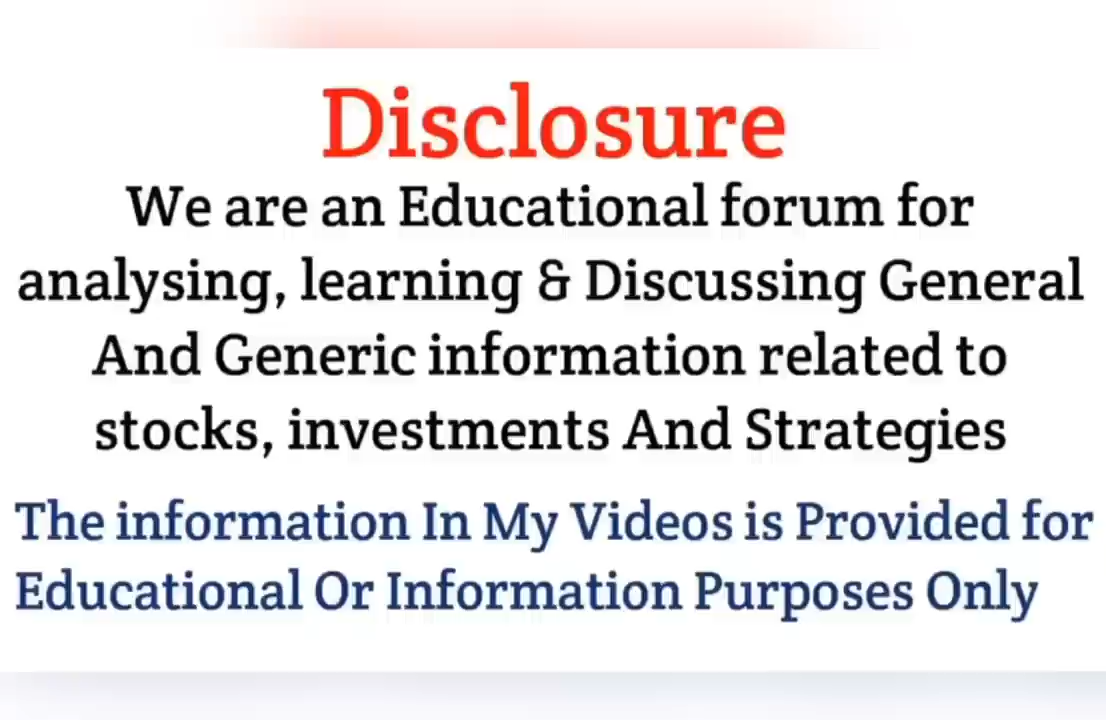 Disclosure
We are an Educational forum for
analysing, learning & Discussing General
And Generic information related to
stocks, investments And Strategies
The information In My Videos is Provided for
Educational Or Information Purposes Only